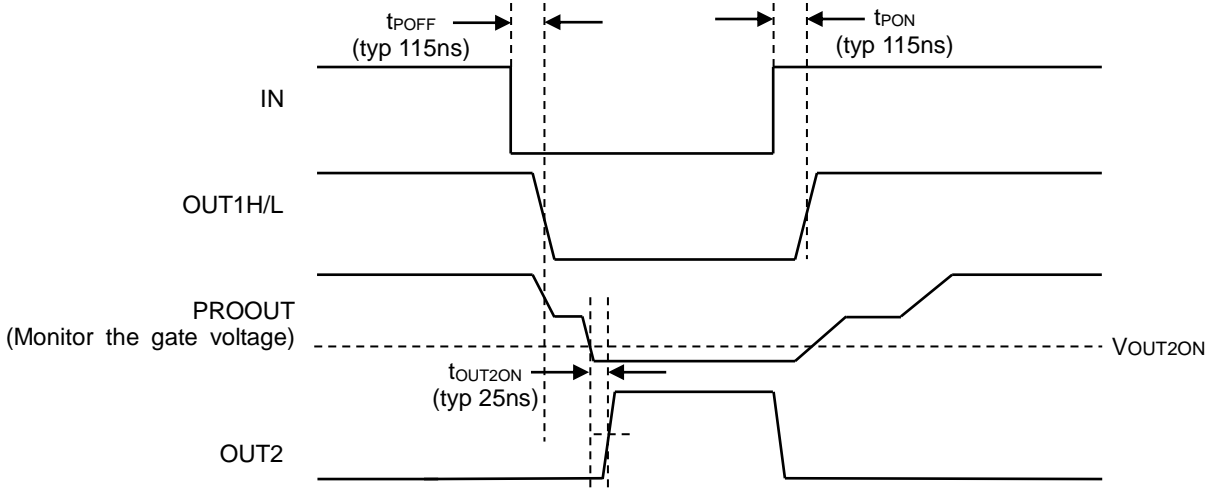 tPOFF
(typ 115ns)
tPON
(typ 115ns)
IN
OUT1H/L
PROOUT
(Monitor the gate voltage)
VOUT2ON
tOUT2ON
(typ 25ns)
OUT2